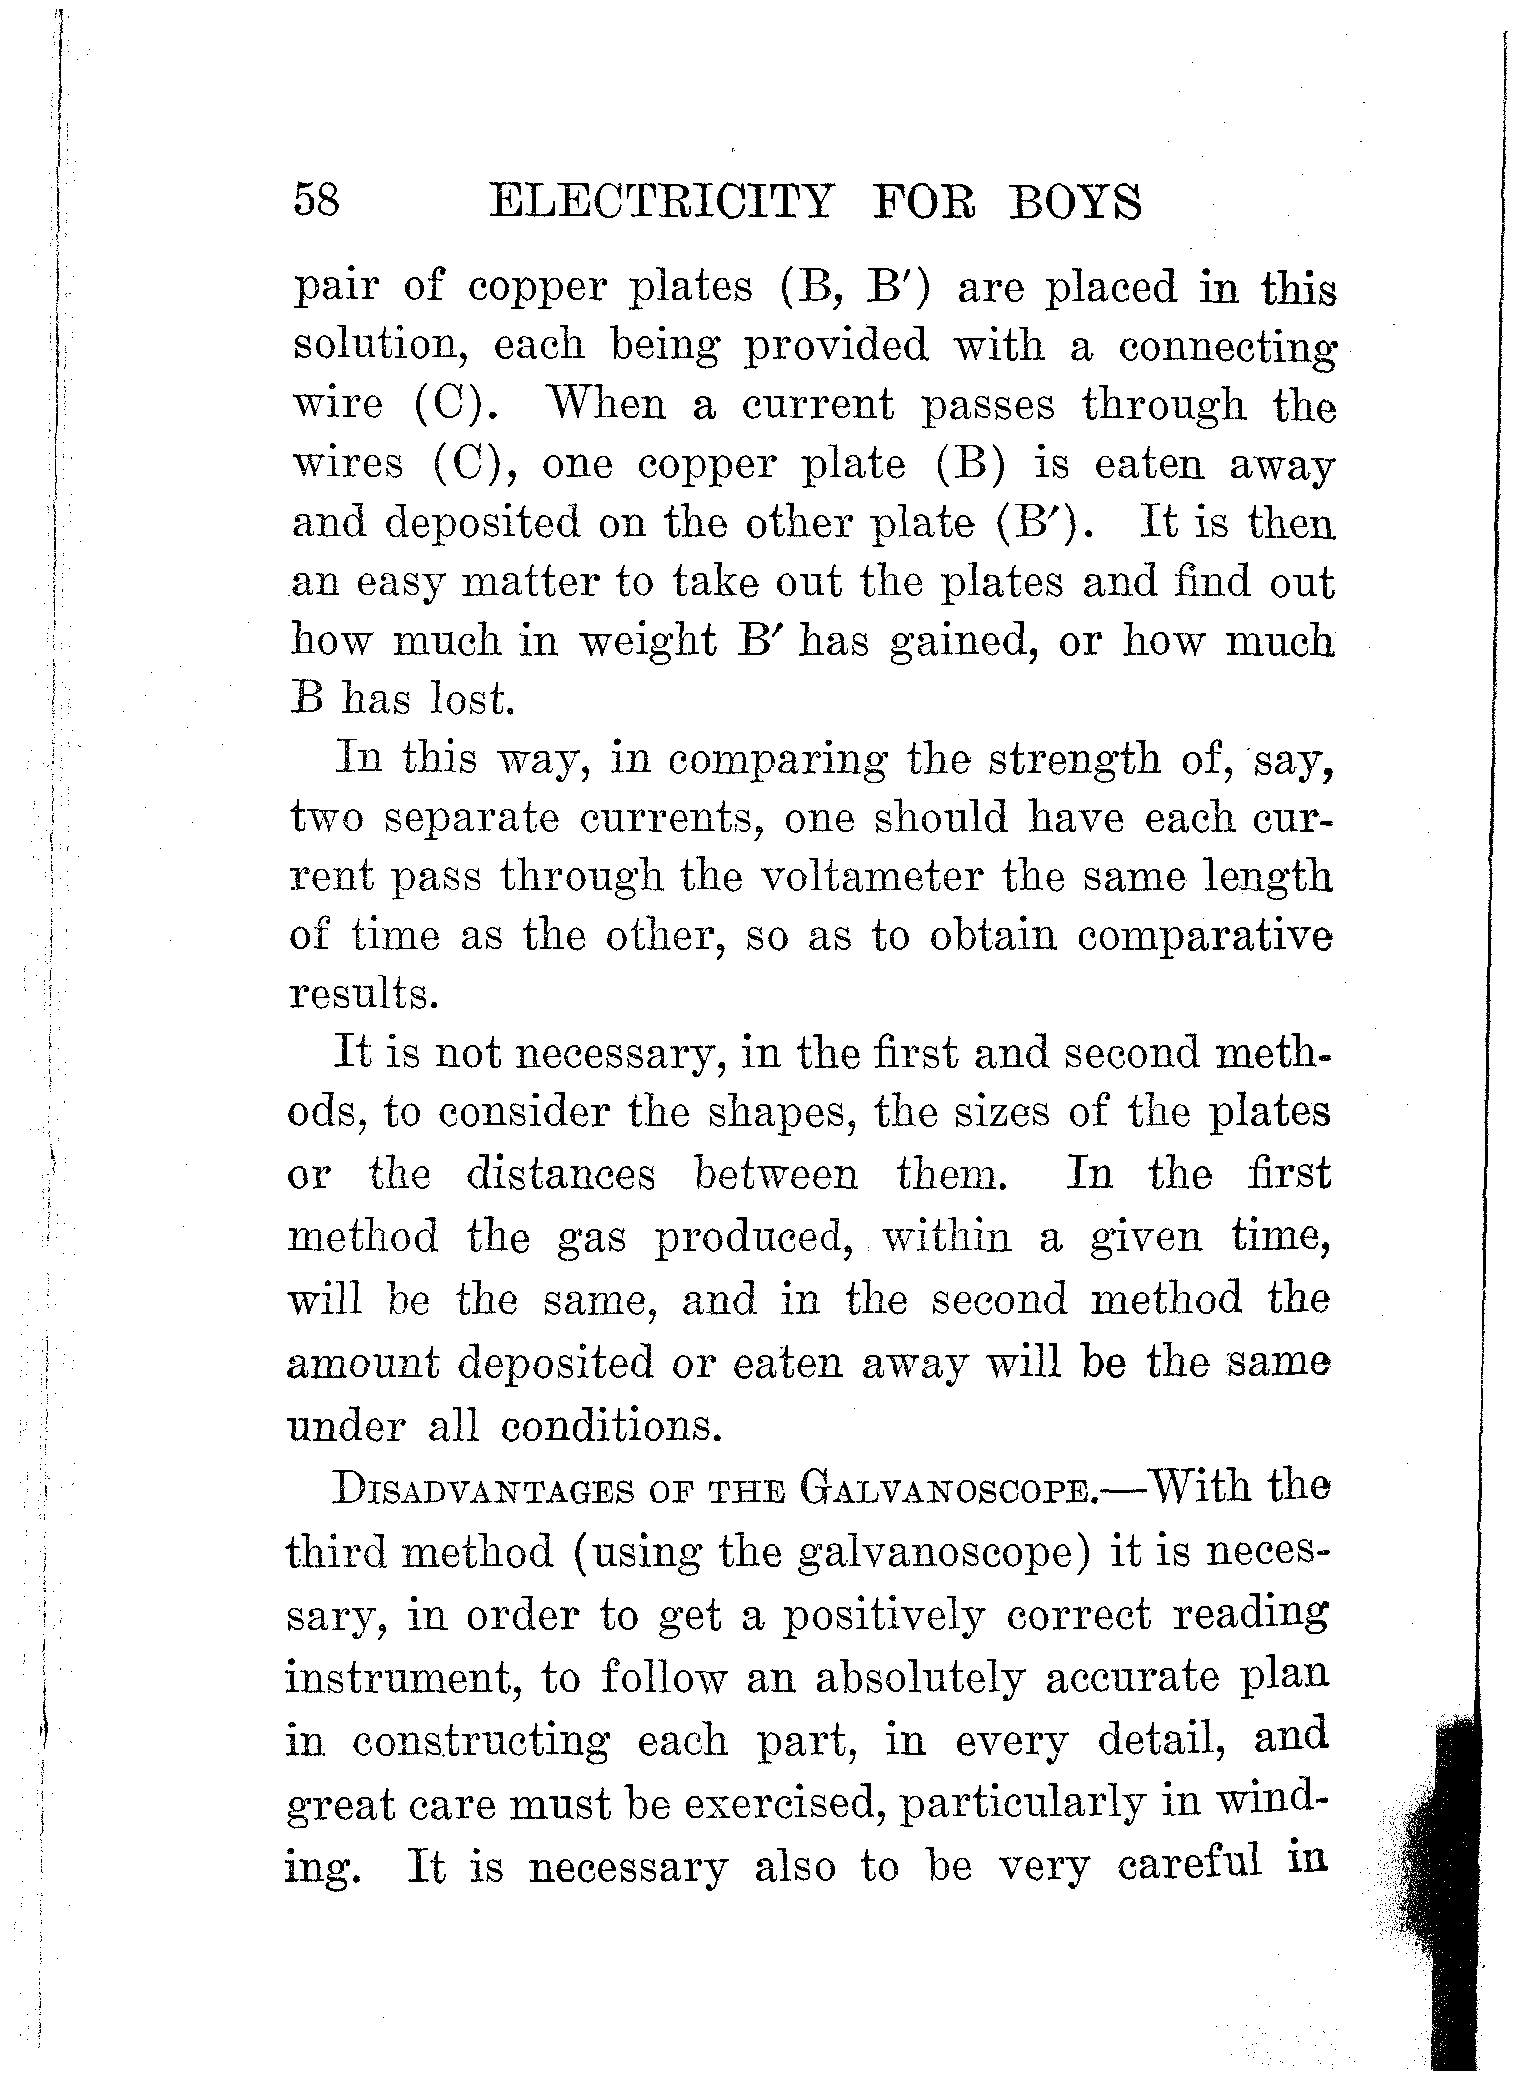 58 ELECTRICITY FOR BOYS
pair of copper plates (B, B′) are placed in this
solution, each being provided with a connecting
wire (C). When a current passes through the
wires (C), one copper plate (B) is eaten away
and deposited on the other plate (B′). It is then
an easy matter to take out the plates and find out
how much in weight B′ has gained, or how much
B has lost.
In this way, in comparing the strength of, say,
two separate currents, one should have each cur-
rent pass through the voltameter the same length
of time as the other, so as to obtain comparative
results.
It is not necessary, in the first and second meth-
ods, to consider the shapes, the sizes of the plates
or the distances between them. In the first
method the gas produced, within a given time,
will be the same, and in the second method the
amount deposited or eaten away will be the same
under all conditions.
DISADVANTAGES OF THE GALVANOSCOPE.—With the
third method (using the galvanoscope) it is neces-
sary, in order to get a positively correct reading
instrument, to follow an absolutely accurate plan
in constructing each part, in every detail, and
great care must be exercised, particularly in wind-
ing. It is necessary also to be very careful in